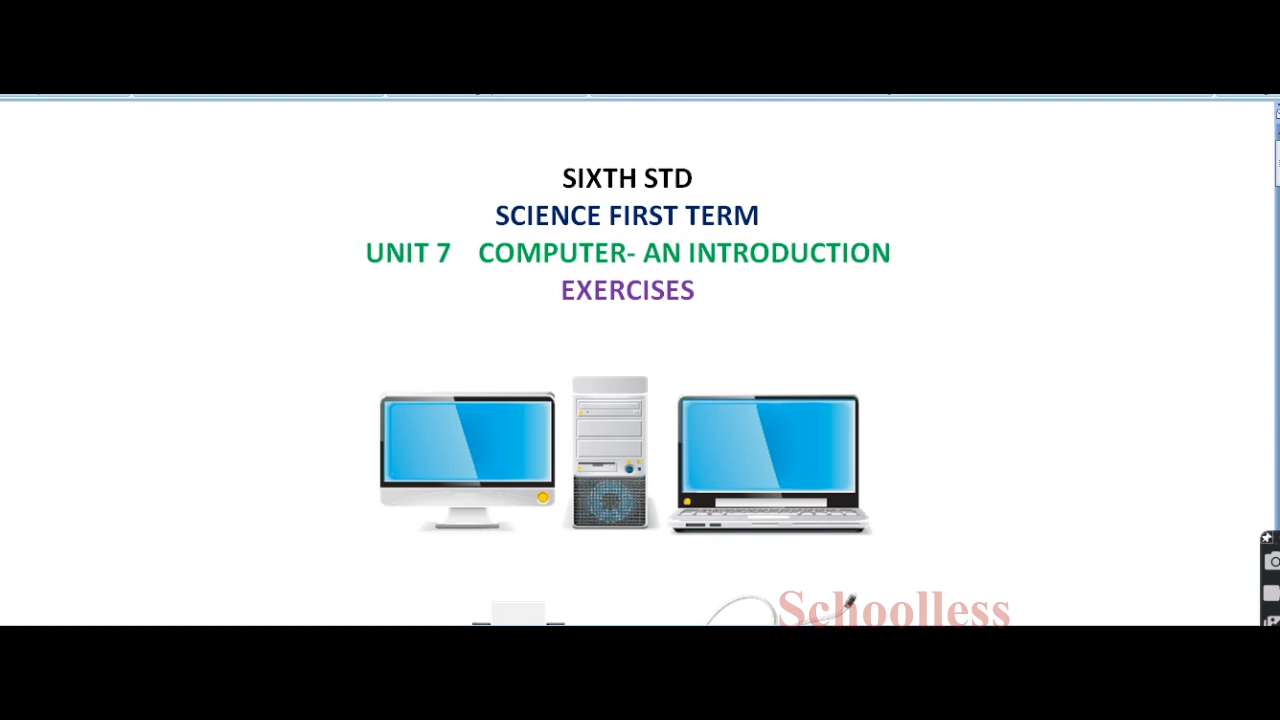 SIXTH STD
SCIENCE FIRST TERM
UNIT 7 COMPUTER- AN INTRODUCTION
EXERCISES
Schoolless